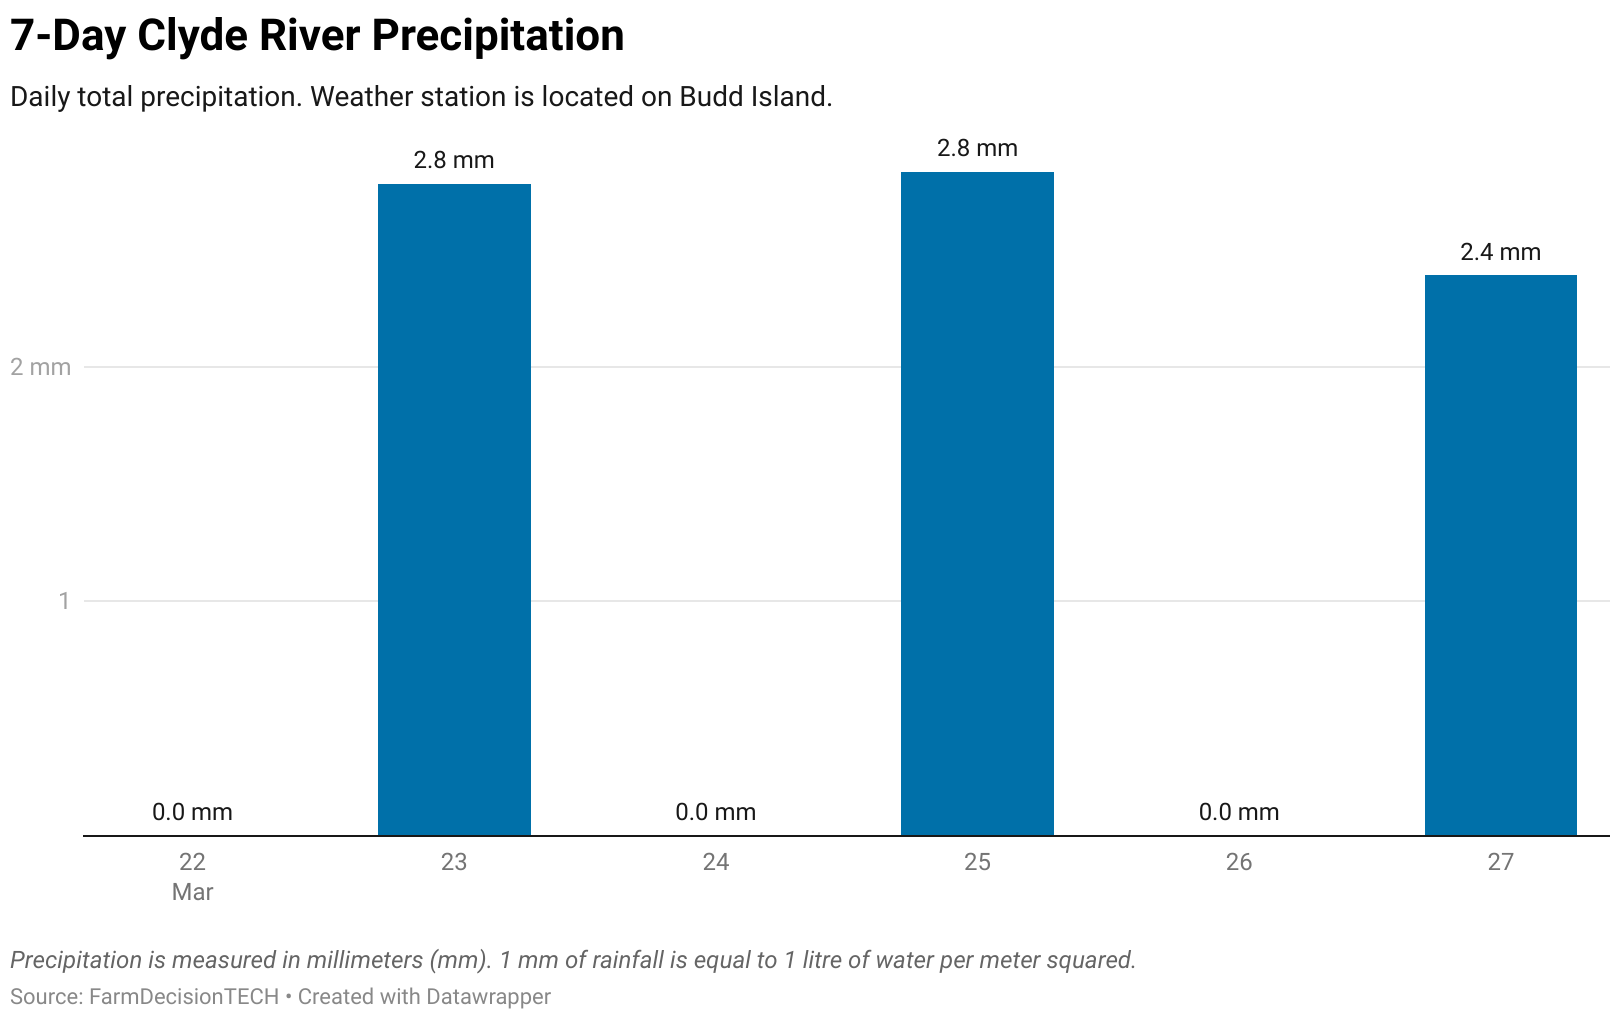 7-Day Clyde River Precipitation
Daily total precipitation. Weather station is located on Budd Island.
2.8 mm
2.8 mm
2.4 mm
2 mm
1
0.0 mm
0.0 mm
0.0 mm
22
23
24
25
26
27
Mar
Precipitation is measured in millimeters (mm). 1 mm of rainfall is equal to 1 litre of water per meter squared.
Source: FarmDecisionTECH • Created with Datawrapper